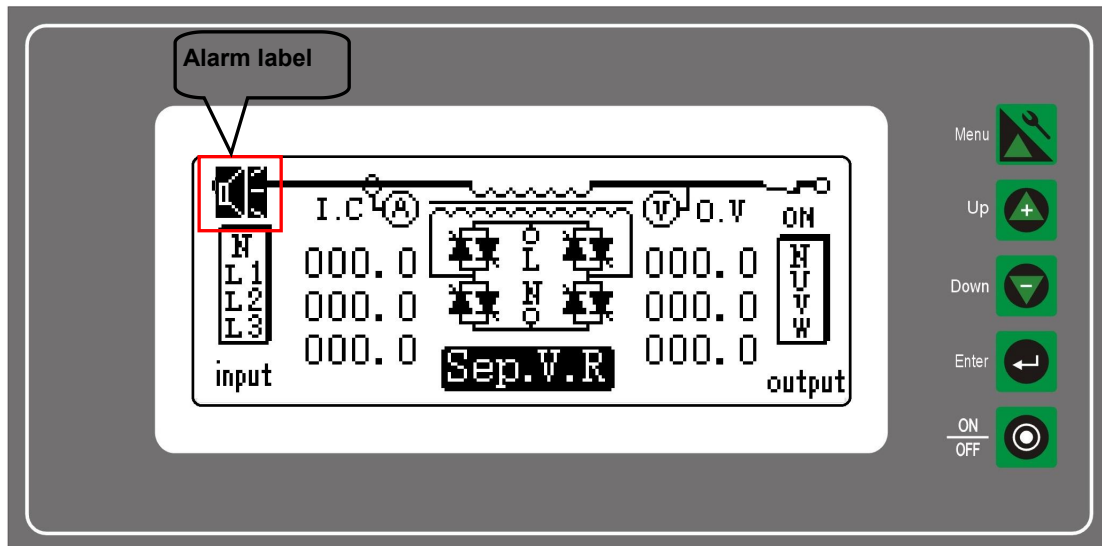 Alarm label
Menu
I.C A
V O.V
ON
Up
N
L1
L2
L3
000.0
000.0
000.0
O
L
N
O
000.0
000.0
000.0
N
U
V
W
Down
input
Sep.V.R
output
Enter
ON
OFF